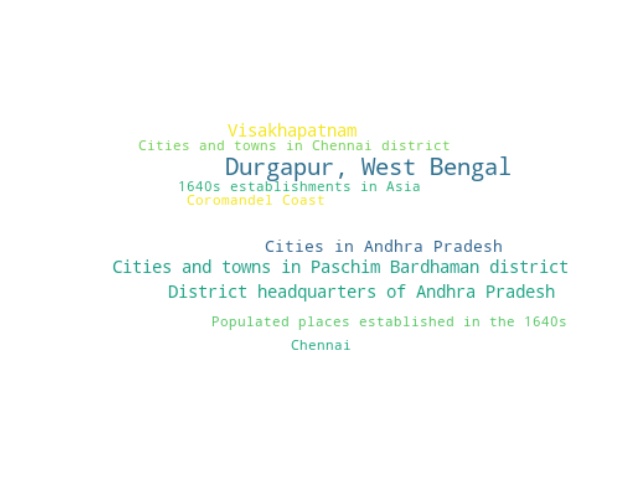 Visakhapatnam
Cities and towns in Chennai district
Durgapur, West Bengal
1640s establishments in Asia
Coromandel Coast
Cities in Andhra Pradesh
Cities and towns in Paschim Bardhaman district
District headquarters of Andhra Pradesh
Populated places established in the 1640s
Chennai